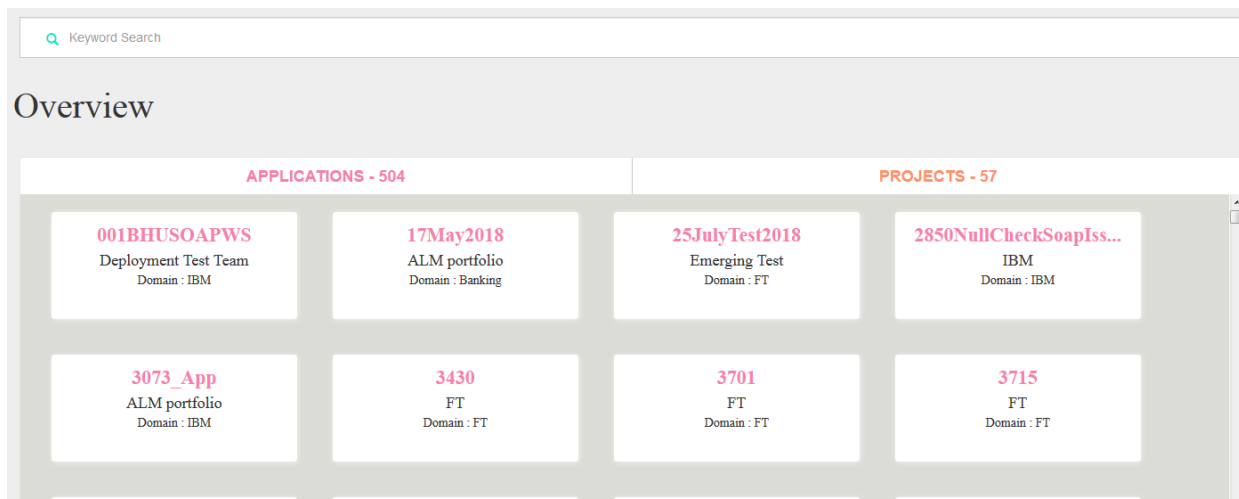 Keyword Search
Overview
APPLICATIONS - 504
PROJECTS - 57
001BHUSOAPWS
Deployment Test Team
Domain : IBM
17May2018
ALM portfolio
Domain : Banking
25JulyTest2018
Emerging Test
Domain : FT
2850NullCheckSoapIss...
IBM
Domain : IBM
3073_App
ALM portfolio
Domain : IBM
3430
FT
Domain : FT
3701
FT
Domain : FT
3715
FT
Domain : FT